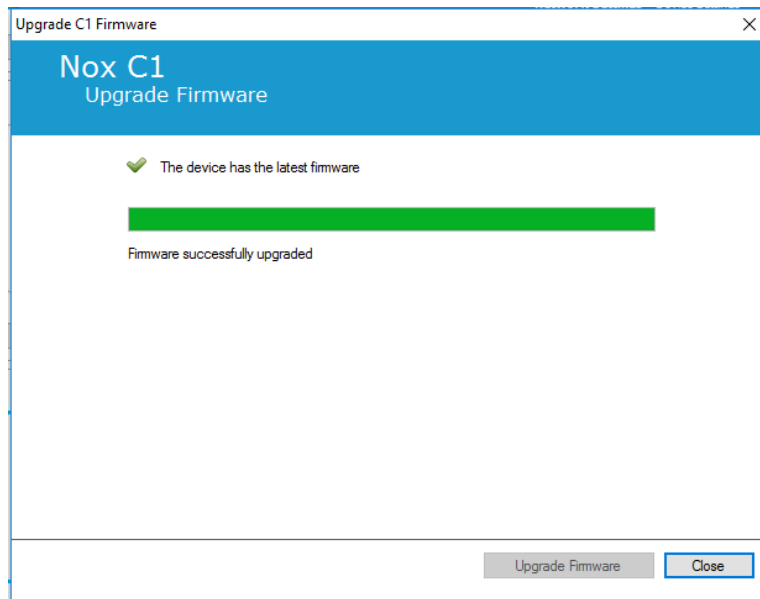 Upgrade C1 Firmware
Nox C1
Upgrade Firmware
The device has the latest firmware
Firmware successfully upgraded
Upgrade Firmware
Close